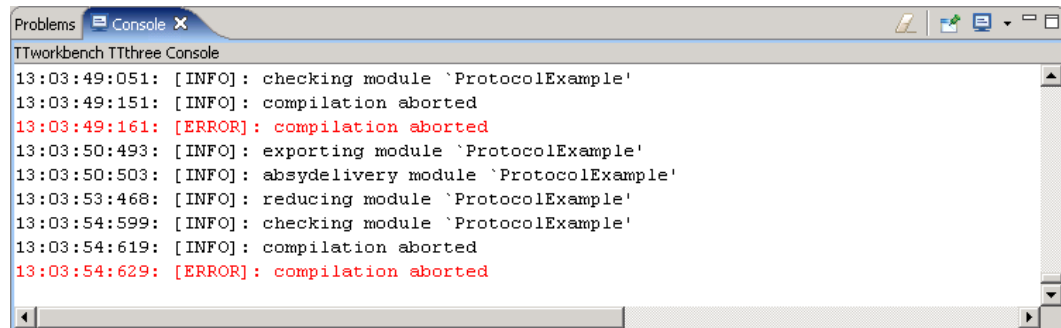 Problems Console
TTworkbench TTthree Console
13:03:49:051: [INFO]: checking module `ProtocolExample'
13:03:49:151: [INFO]: compilation aborted
13:03:49:161: [ERROR]: compilation aborted
13:03:50:493: [INFO]: exporting module `ProtocolExample'
13:03:50:503: [INFO]: absydelivery module `ProtocolExample'
13:03:53:468: [INFO]: reducing module `ProtocolExample'
13:03:54:599: [INFO]: checking module `ProtocolExample'
13:03:54:619: [INFO]: compilation aborted
13:03:54:629: [ERROR]: compilation aborted